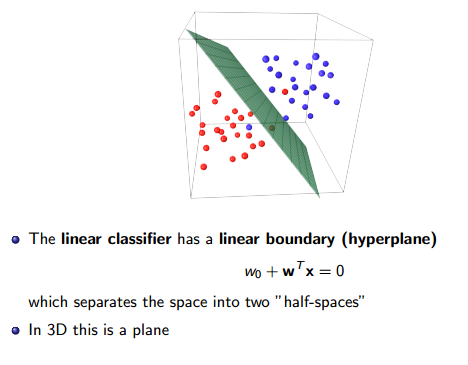 The linear classifier has a linear boundary (hyperplane)
w₀ + wᵀx = 0
which separates the space into two "half-spaces"
In 3D this is a plane